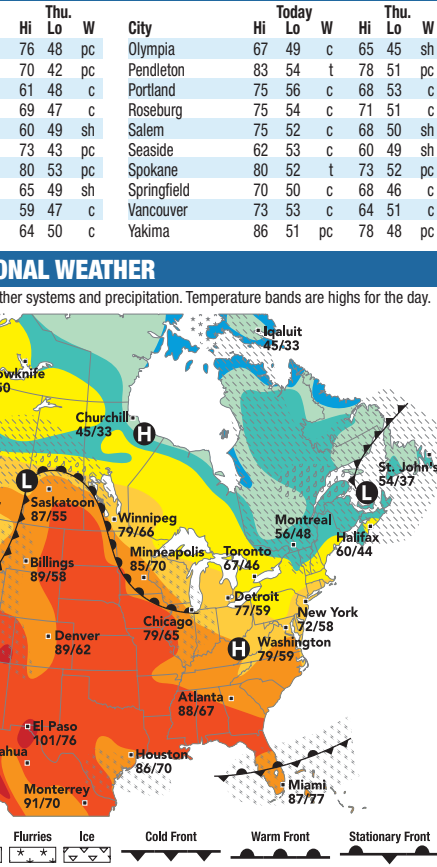 Thu. Today Thu.
Hi Lo W City Hi Lo W Hi Lo W
76 48 pc Olympia 67 49 c 65 45 sh
70 42 pc Pendleton 83 54 t 78 51 pc
61 48 c Portland 75 56 c 68 53 c
69 47 c Roseburg 75 54 c 71 51 c
60 49 sh Salem 75 52 c 68 50 sh
73 43 pc Seaside 62 53 c 60 49 sh
80 53 pc Spokane 80 52 t 73 52 pc
65 49 sh Springfield 70 50 c 68 46 c
59 47 c Vancouver 73 53 c 64 51 c
64 50 c Yakima 86 51 pc 78 48 pc
ONAL WEATHER
ther systems and precipitation. Temperature bands are highs for the day.
Iqaluit
45/33
owknife
50
Churchill
45/33
H
L
St. John's
54/37
L
Saskatoon
87/55
Winnipeg
79/66
Montreal
56/48
Halifax
60/44
Minneapolis
85/70
Toronto
67/46
Billings
89/58
Detroit
77/59
New York
72/58
Chicago
79/65
Denver
89/62
H
Washington
79/59
Atlanta
88/67
El Paso
101/76
ahua
Houston
86/70
Monterrey
91/70
Miami
87/77
Flurries Ice Cold Front Warm Front Stationary Front